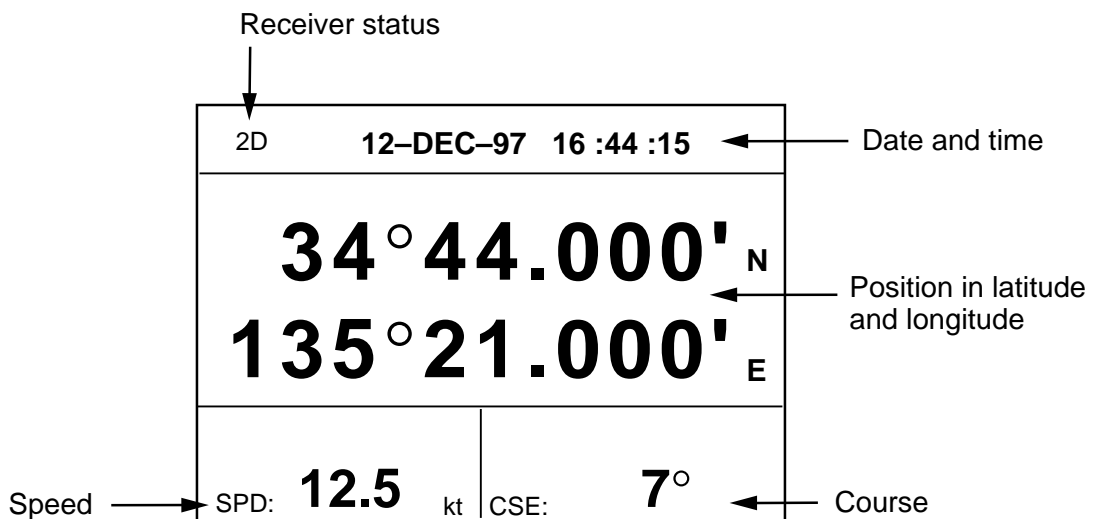 Receiver status
2D 12–DEC–97 16 :44 :15
Date and time
34°44.000' N
135°21.000' E
Position in latitude
and longitude
Speed
SPD: 12.5 kt
CSE: 7°
Course